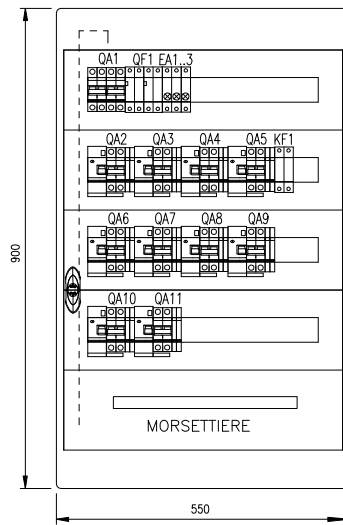 QA1 QF1 EA1..3
QA2 QA3 QA4 QA5 KF1
QA6 QA7 QA8 QA9
900
QA10 QA11
MORSETTIERE
550